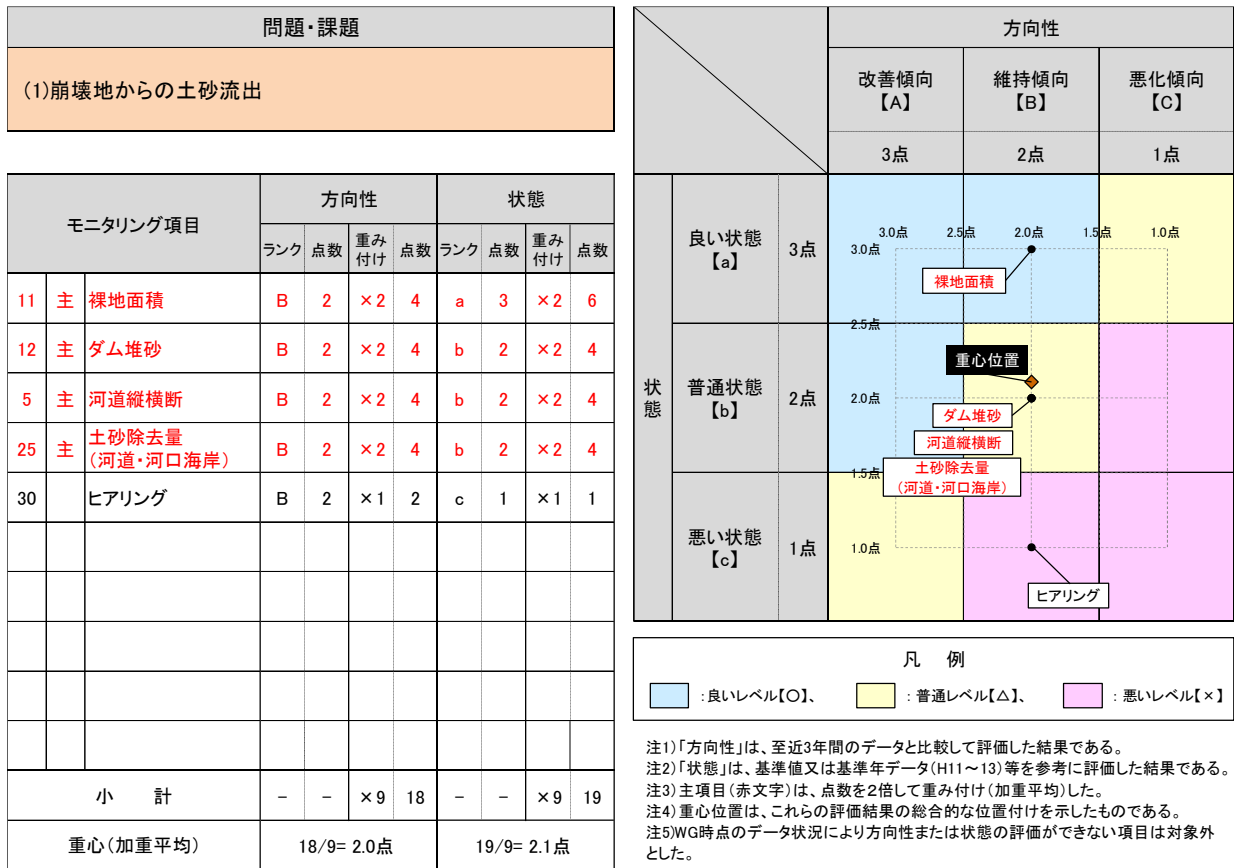 問題・課題
(1)崩壊地からの土砂流出
モニタリング項目
方向性
状態
ランク 点数 重み付け 点数 ランク 点数 重み付け 点数
11 主 裸地面積 B 2 ×2 4 a 3 ×2 6
12 主 ダム堆砂 B 2 ×2 4 b 2 ×2 4
5 主 河道縦横断 B 2 ×2 4 b 2 ×2 4
25 主 土砂除去量
(河道・河口海岸) B 2 ×2 4 b 2 ×2 4
30 ヒアリング B 2 ×1 2 c 1 ×1 1
小 計 − − ×9 18 − − ×9 19
重心(加重平均) 18/9= 2.0点 19/9= 2.1点
方向性
改善傾向
【A】
維持傾向
【B】
悪化傾向
【C】
3点 2点 1点
状態
良い状態
【a】
3点
普通状態
【b】
2点
悪い状態
【c】
1点
3.0点 2.5点 2.0点 1.5点 1.0点
3.0点
裸地面積
2.5点
重心位置
2.0点
ダム堆砂
河道縦横断
1.5点
土砂除去量
(河道・河口海岸)
1.0点
ヒアリング
凡 例
:良いレベル【○】、 :普通レベル【△】、 :悪いレベル【×】
注1)「方向性」は、至近3年間のデータと比較して評価した結果である。
注2)「状態」は、基準値又は基準年データ(H11～13)等を参考に評価した結果である。
注3)主項目(赤文字)は、点数を2倍して重み付け(加重平均)した。
注4)重心位置は、これらの評価結果の総合的な位置付けを示したものである。
注5)WG時点のデータ状況により方向性または状態の評価ができない項目は対象外
とした。